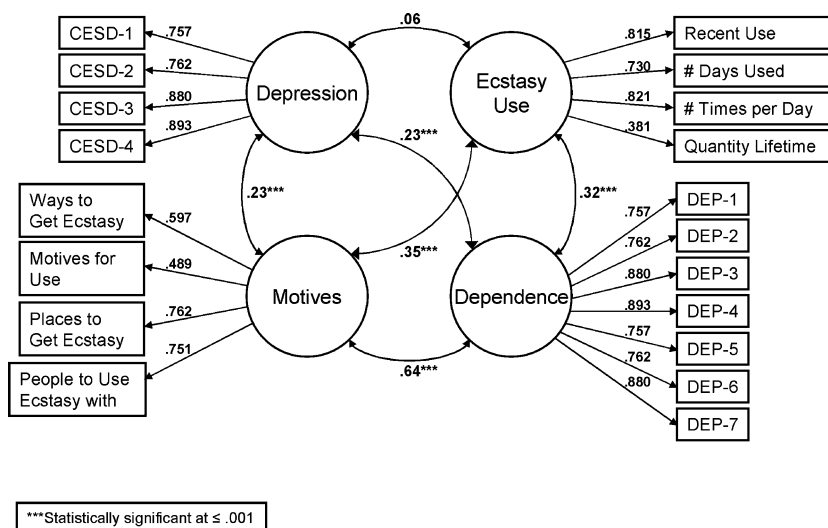 .06
CESD-1
.757
CESD-2
.762
CESD-3
.880
CESD-4
.893
Depression
Ecstasy
Use
.815
Recent Use
.730
# Days Used
.821
# Times per Day
.381
Quantity Lifetime
.23***
.23***
.32***
.35***
.64***
Ways to
Get Ecstasy
.597
Motives for
Use
.489
Places to
Get Ecstasy
.762
People to Use
Ecstasy with
.751
Motives
Dependence
.757
DEP-1
.762
DEP-2
.880
DEP-3
.893
DEP-4
.757
DEP-5
.762
DEP-6
.880
DEP-7
***Statistically significant at ≤ .001